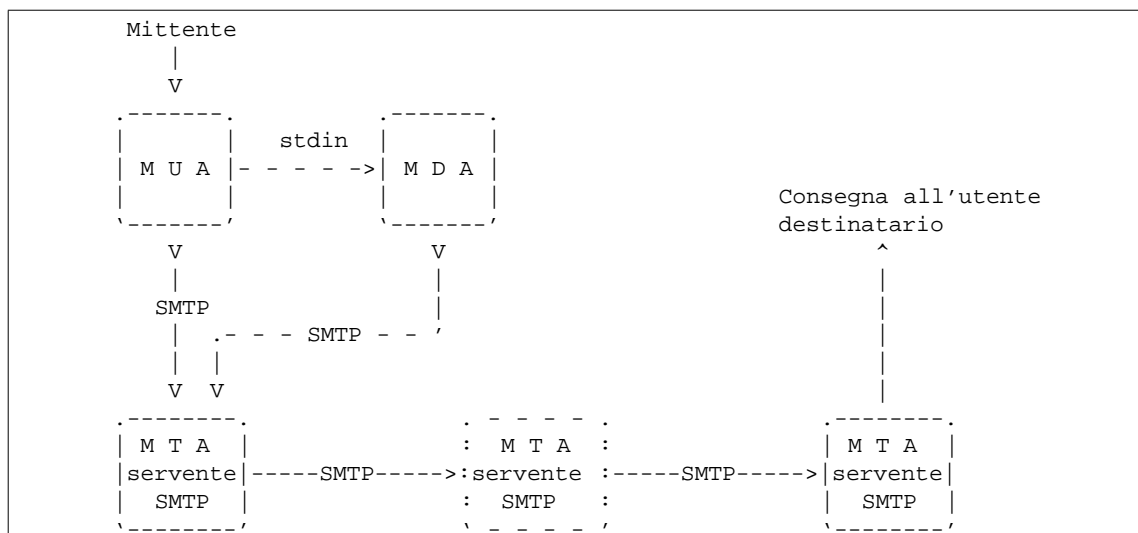 Mittente
stdin
M U A
M D A
Consegna all'utente
destinatario
SMTP
SMTP
M T A
servente
SMTP
SMTP
M T A
servente
SMTP
SMTP
M T A
servente
SMTP